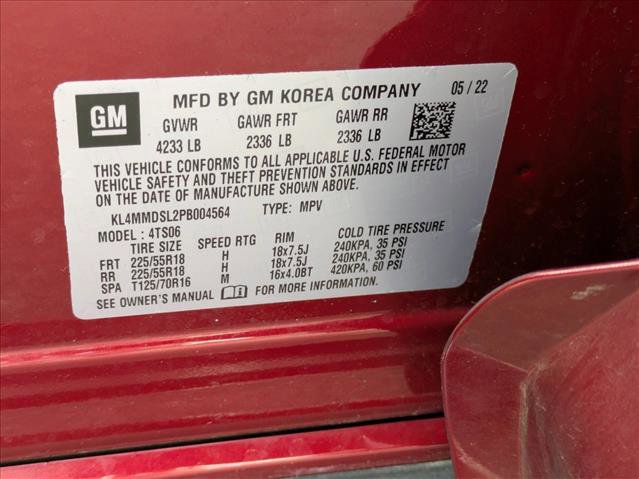 GM
MFD BY GM KOREA COMPANY 05/22
GVWR GAWR FRT GAWR RR
4233 LB 2336 LB 2336 LB
THIS VEHICLE CONFORMS TO ALL APPLICABLE U.S. FEDERAL MOTOR
VEHICLE SAFETY AND THEFT PREVENTION STANDARDS IN EFFECT
ON THE DATE OF MANUFACTURE SHOWN ABOVE.
KL4MMDSL2PB004564 TYPE: MPV
MODEL: 4TS06
TIRE SIZE SPEED RTG RIM COLD TIRE PRESSURE
FRT 225/55R18 H 18x7.5J 240KPA, 35 PSI
RR 225/55R18 H 18x7.5J 240KPA, 35 PSI
SPA T125/70R16 M 16x4.0BT 420KPA, 60 PSI
SEE OWNER'S MANUAL FOR MORE INFORMATION.